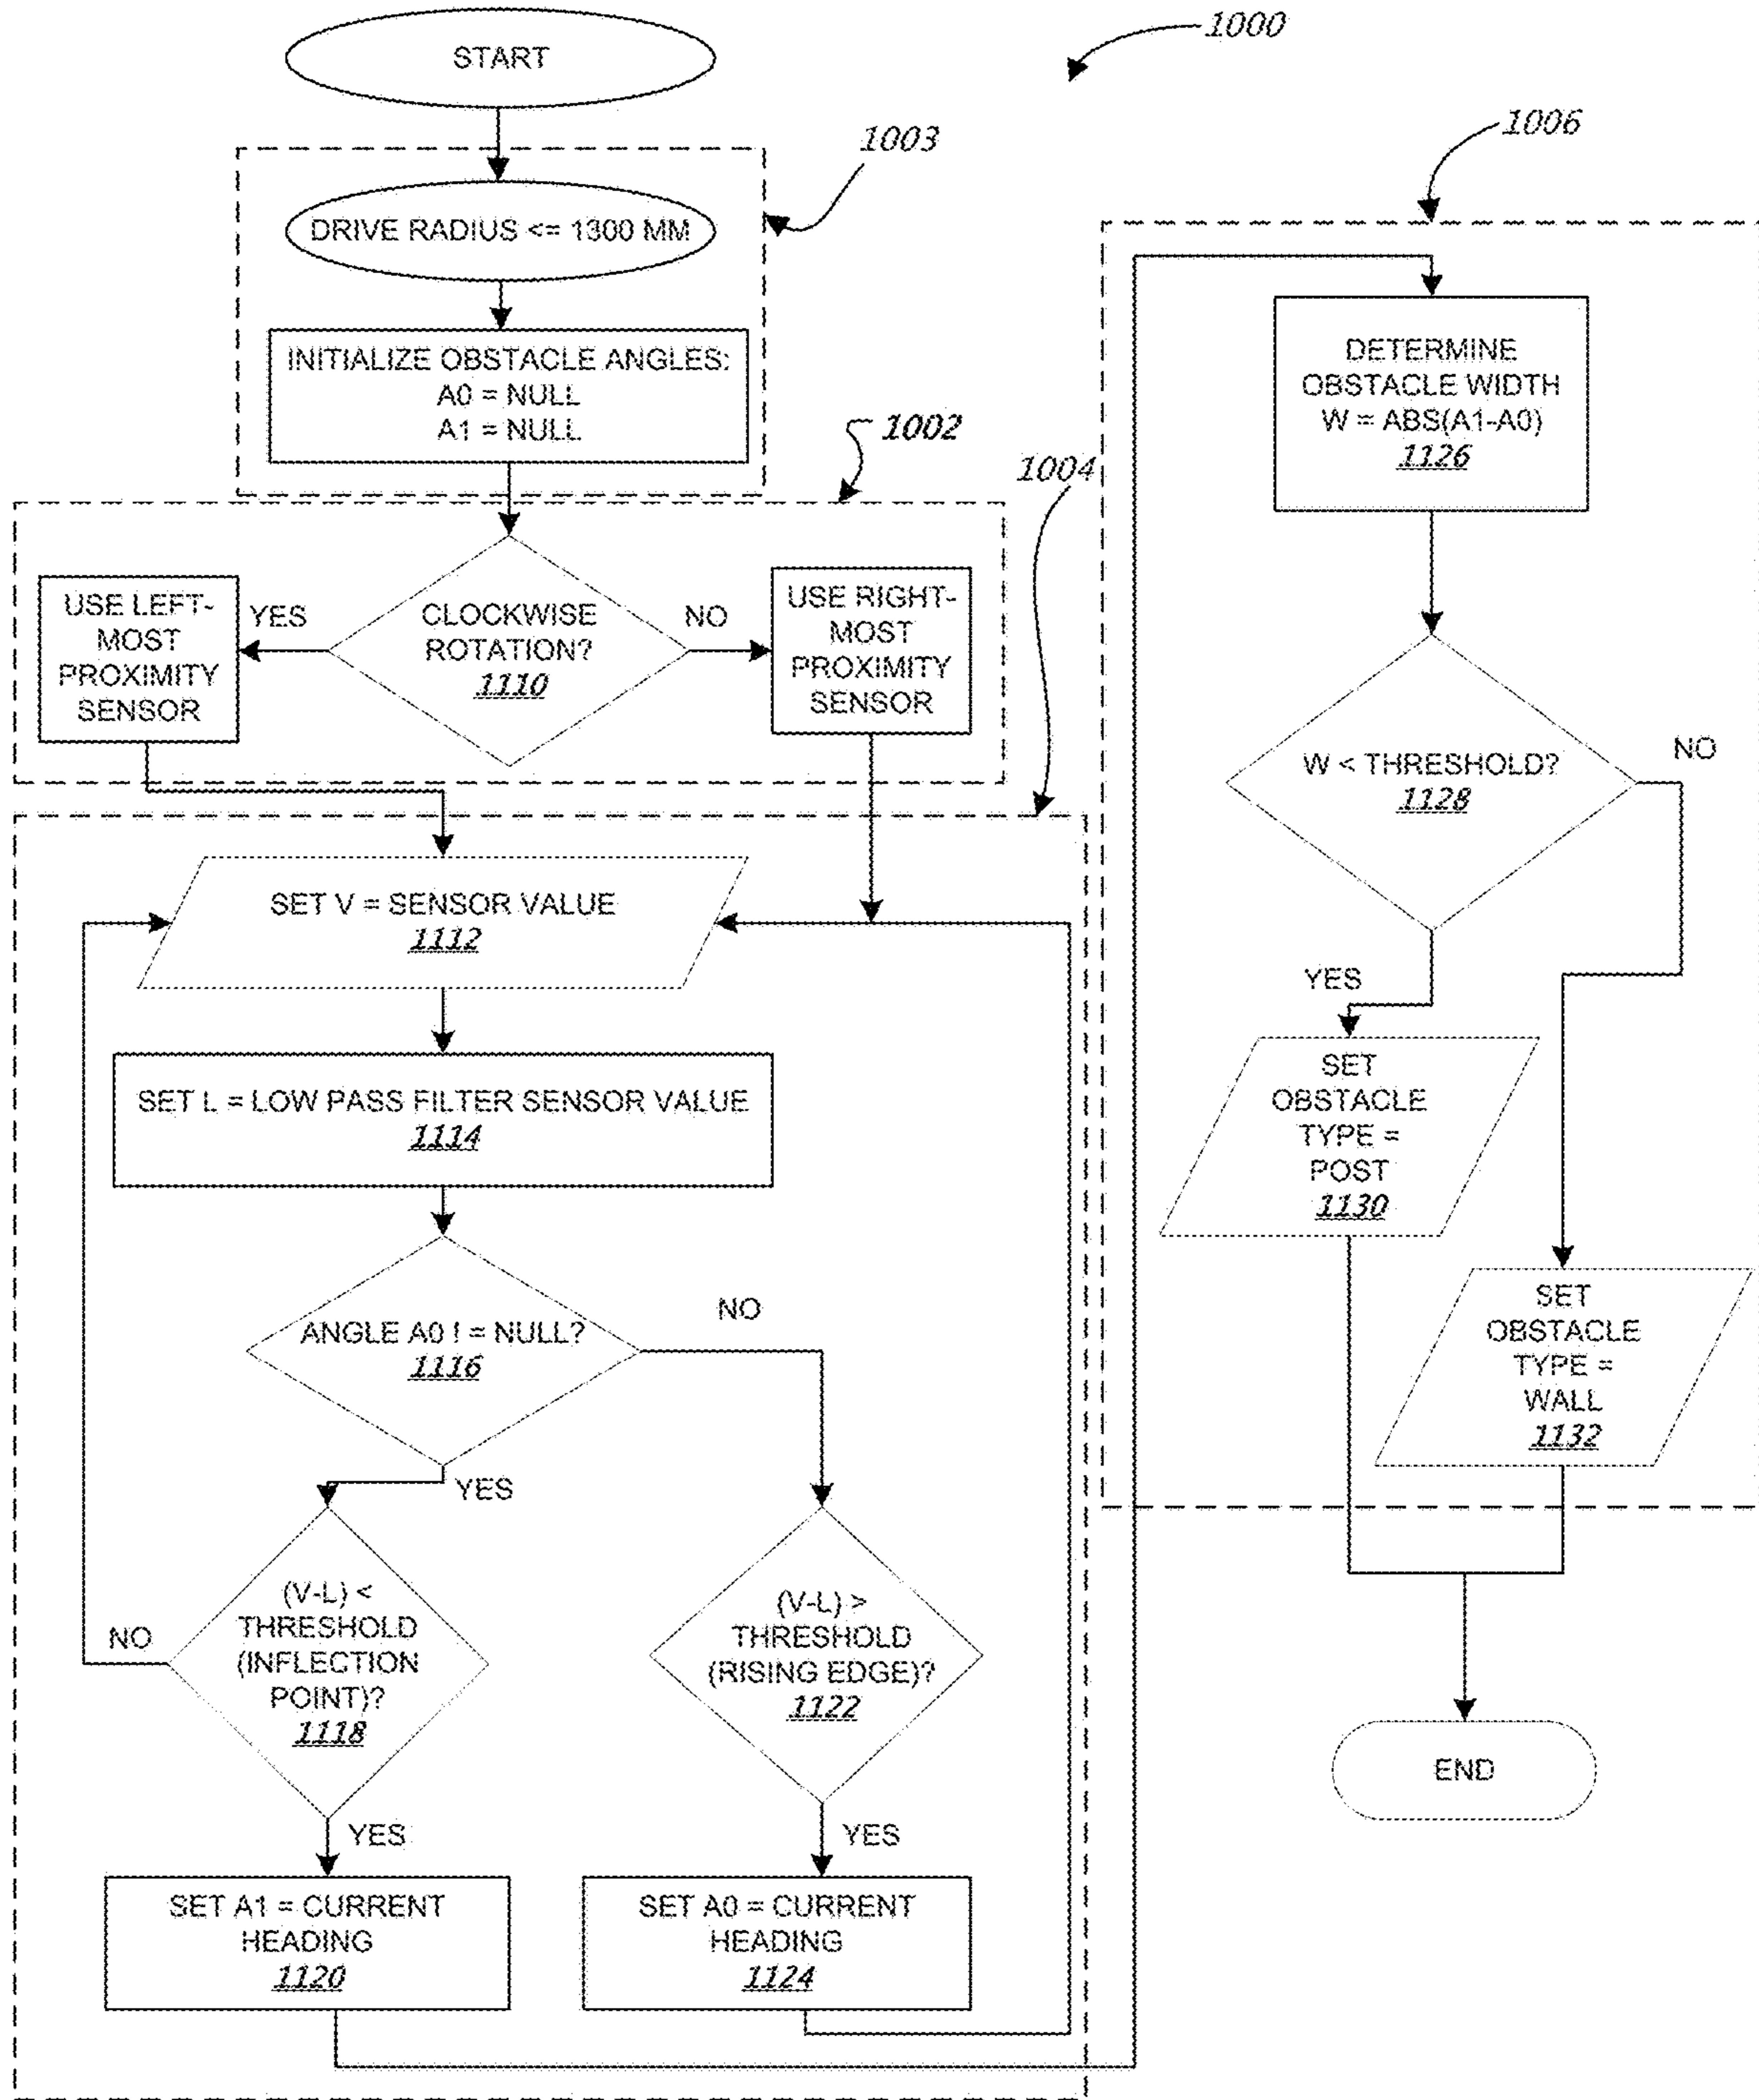 START
1000
1003
DRIVE RADIUS <= 1300 MM
INITIALIZE OBSTACLE ANGLES:
A0 = NULL
A1 = NULL
1002
CLOCKWISE
ROTATION?
1110
YES
NO
USE LEFT-
MOST
PROXIMITY
SENSOR
USE RIGHT-
MOST
PROXIMITY
SENSOR
1004
SET V = SENSOR VALUE
1112
SET L = LOW PASS FILTER SENSOR VALUE
1114
ANGLE A0 ! = NULL?
1116
NO
YES
(V-L) <
THRESHOLD
(INFLECTION
POINT)?
1118
NO
YES
(V-L) >
THRESHOLD
(RISING EDGE)?
1122
YES
SET A1 = CURRENT
HEADING
1120
SET A0 = CURRENT
HEADING
1124
1006
DETERMINE
OBSTACLE WIDTH
W = ABS(A1-A0)
1126
W < THRESHOLD?
1128
NO
YES
SET
OBSTACLE
TYPE =
POST
1130
SET
OBSTACLE
TYPE =
WALL
1132
END